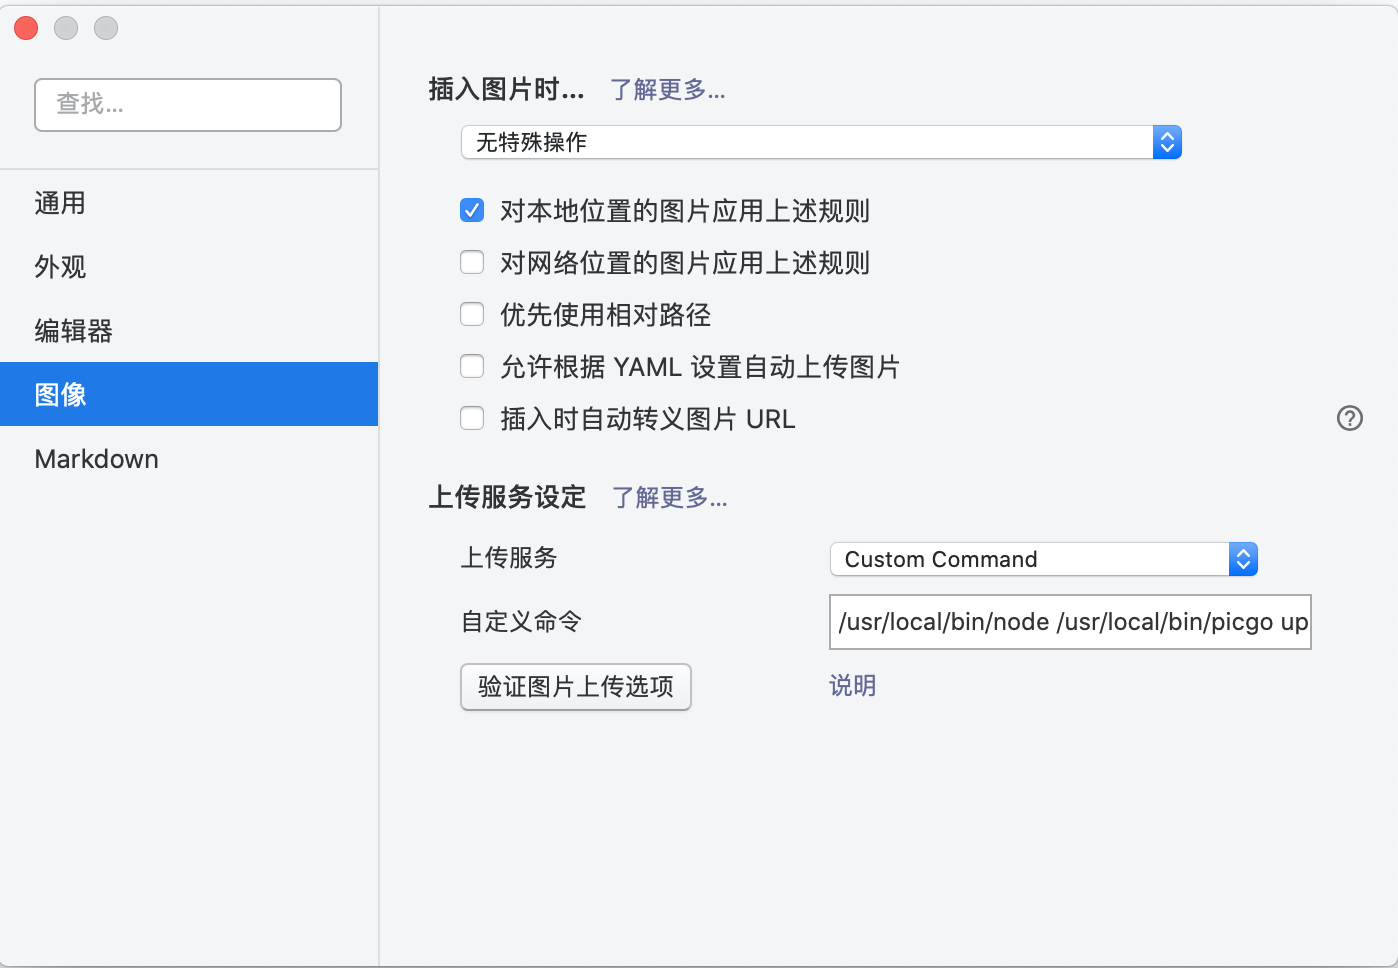 查找...
通用
外观
编辑器
图像
Markdown
插入图片时... 了解更多...
无特殊操作
对本地位置的图片应用上述规则
对网络位置的图片应用上述规则
优先使用相对路径
允许根据 YAML 设置自动上传图片
插入时自动转义图片 URL
上传服务设定 了解更多...
上传服务 Custom Command
自定义命令 /usr/local/bin/node /usr/local/bin/picgo up
验证图片上传选项 说明